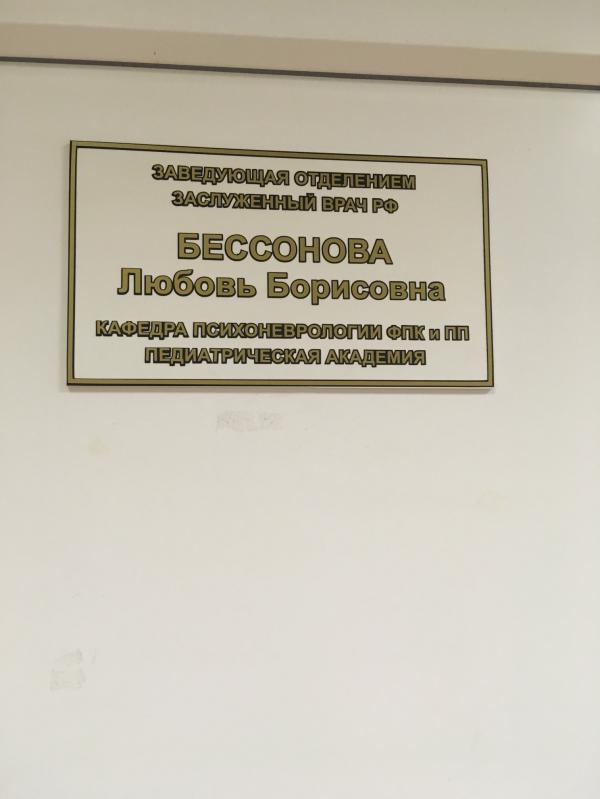 ЗАВЕДУЮЩАЯ ОТДЕЛЕНИЕМ
ЗАСЛУЖЕННЫЙ ВРАЧ РФ
БЕССОНОВА
Любовь Борисовна
КАФЕДРА ПСИХОНЕВРОЛОГИИ ФПК и ПП
ПЕДИАТРИЧЕСКАЯ АКАДЕМИЯ